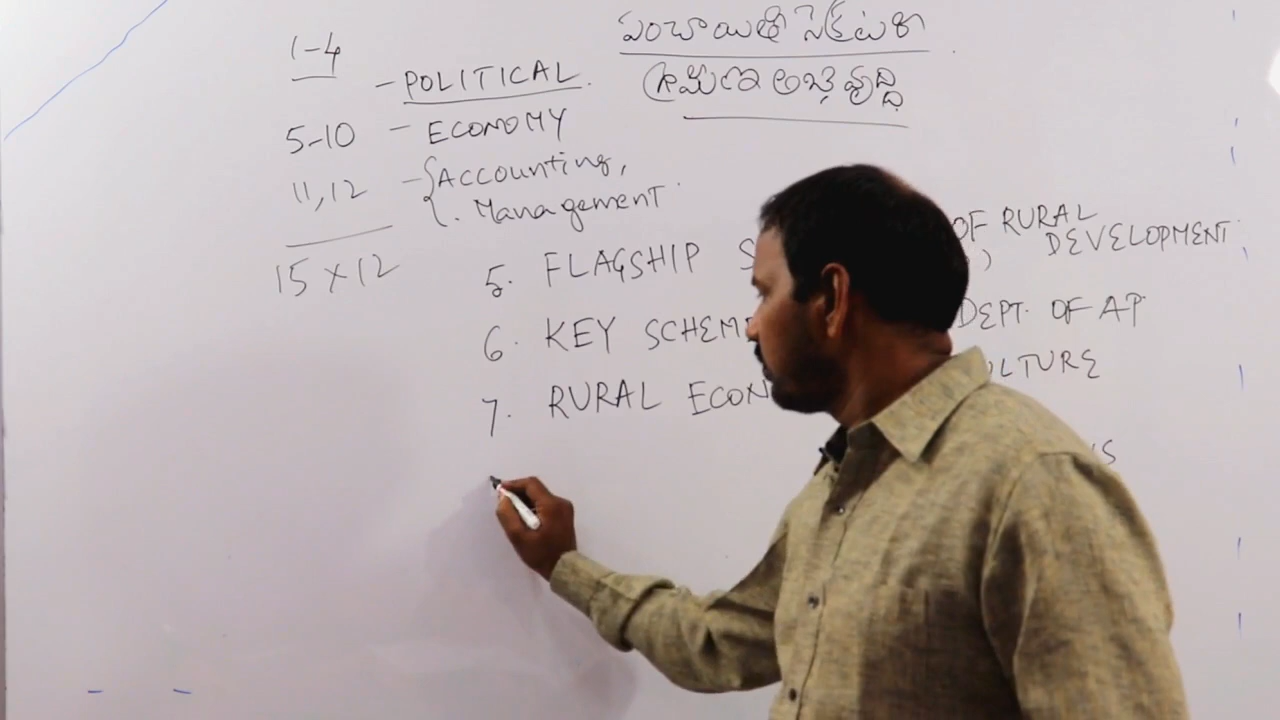 1-4
- POLITICAL.
5-10 - ECONOMY
11,12 - { ACCOUNTING,
. Management.
15 x 12
పంచాయితీ సెక్రటరీ
గ్రామీణ అభివృద్ధి
5. FLAGSHIP OF RURAL
) DEVELOPMENT
6. KEY DEPT. OF AP
7. RURAL